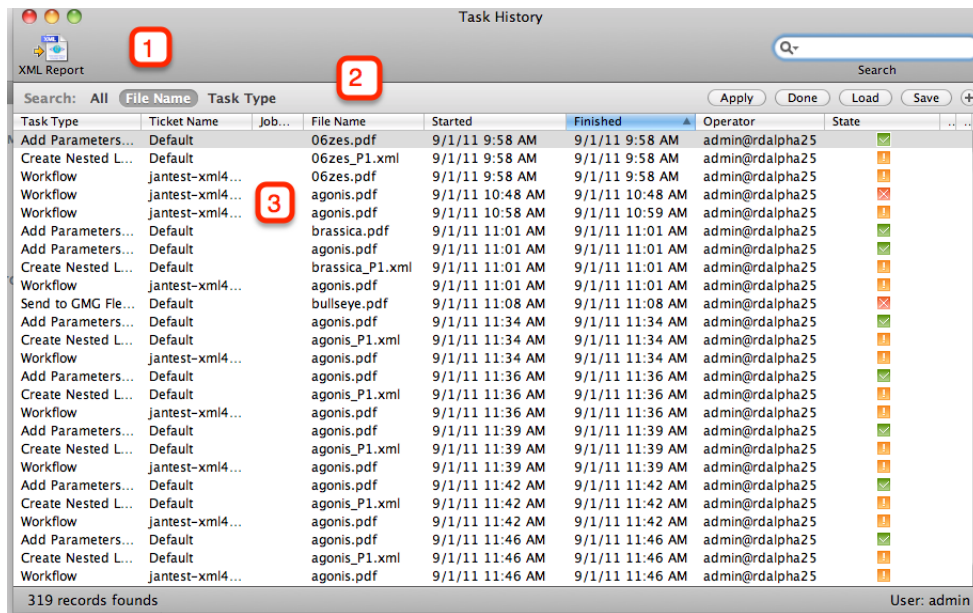 Task History
1
XML
XML Report
2
Search
Search: All File Name Task Type Apply Done Load Save +
Task Type Ticket Name Job... File Name Started Finished Operator State .. ..
Add Parameters... Default 06zes.pdf 9/1/11 9:58 AM 9/1/11 9:58 AM admin@rdalpha25
Create Nested L... Default 06zes_P1.xml 9/1/11 9:58 AM 9/1/11 9:58 AM admin@rdalpha25
Workflow jantest-xml4... 06zes.pdf 9/1/11 9:58 AM 9/1/11 9:58 AM admin@rdalpha25
Workflow jantest-xml4... 3 agonis.pdf 9/1/11 10:48 AM 9/1/11 10:48 AM admin@rdalpha25
Workflow jantest-xml4... agonis.pdf 9/1/11 10:58 AM 9/1/11 10:59 AM admin@rdalpha25
Add Parameters... Default brassica.pdf 9/1/11 11:01 AM 9/1/11 11:01 AM admin@rdalpha25
Add Parameters... Default agonis.pdf 9/1/11 11:01 AM 9/1/11 11:01 AM admin@rdalpha25
Create Nested L... Default brassica_P1.xml 9/1/11 11:01 AM 9/1/11 11:01 AM admin@rdalpha25
Workflow jantest-xml4... agonis.pdf 9/1/11 11:01 AM 9/1/11 11:01 AM admin@rdalpha25
Send to GMG Fle... Default bullseye.pdf 9/1/11 11:08 AM 9/1/11 11:08 AM admin@rdalpha25
Add Parameters... Default agonis.pdf 9/1/11 11:34 AM 9/1/11 11:34 AM admin@rdalpha25
Create Nested L... Default agonis_P1.xml 9/1/11 11:34 AM 9/1/11 11:34 AM admin@rdalpha25
Workflow jantest-xml4... agonis.pdf 9/1/11 11:34 AM 9/1/11 11:34 AM admin@rdalpha25
Add Parameters... Default agonis.pdf 9/1/11 11:36 AM 9/1/11 11:36 AM admin@rdalpha25
Create Nested L... Default agonis_P1.xml 9/1/11 11:36 AM 9/1/11 11:36 AM admin@rdalpha25
Workflow jantest-xml4... agonis.pdf 9/1/11 11:36 AM 9/1/11 11:36 AM admin@rdalpha25
Add Parameters... Default agonis.pdf 9/1/11 11:39 AM 9/1/11 11:39 AM admin@rdalpha25
Create Nested L... Default agonis_P1.xml 9/1/11 11:39 AM 9/1/11 11:39 AM admin@rdalpha25
Workflow jantest-xml4... agonis.pdf 9/1/11 11:39 AM 9/1/11 11:39 AM admin@rdalpha25
Add Parameters... Default agonis.pdf 9/1/11 11:42 AM 9/1/11 11:42 AM admin@rdalpha25
Create Nested L... Default agonis_P1.xml 9/1/11 11:42 AM 9/1/11 11:42 AM admin@rdalpha25
Workflow jantest-xml4... agonis.pdf 9/1/11 11:42 AM 9/1/11 11:42 AM admin@rdalpha25
Add Parameters... Default agonis.pdf 9/1/11 11:46 AM 9/1/11 11:46 AM admin@rdalpha25
Create Nested L... Default agonis_P1.xml 9/1/11 11:46 AM 9/1/11 11:46 AM admin@rdalpha25
Workflow jantest-xml4... agonis.pdf 9/1/11 11:46 AM 9/1/11 11:46 AM admin@rdalpha25
319 records founds User: admin